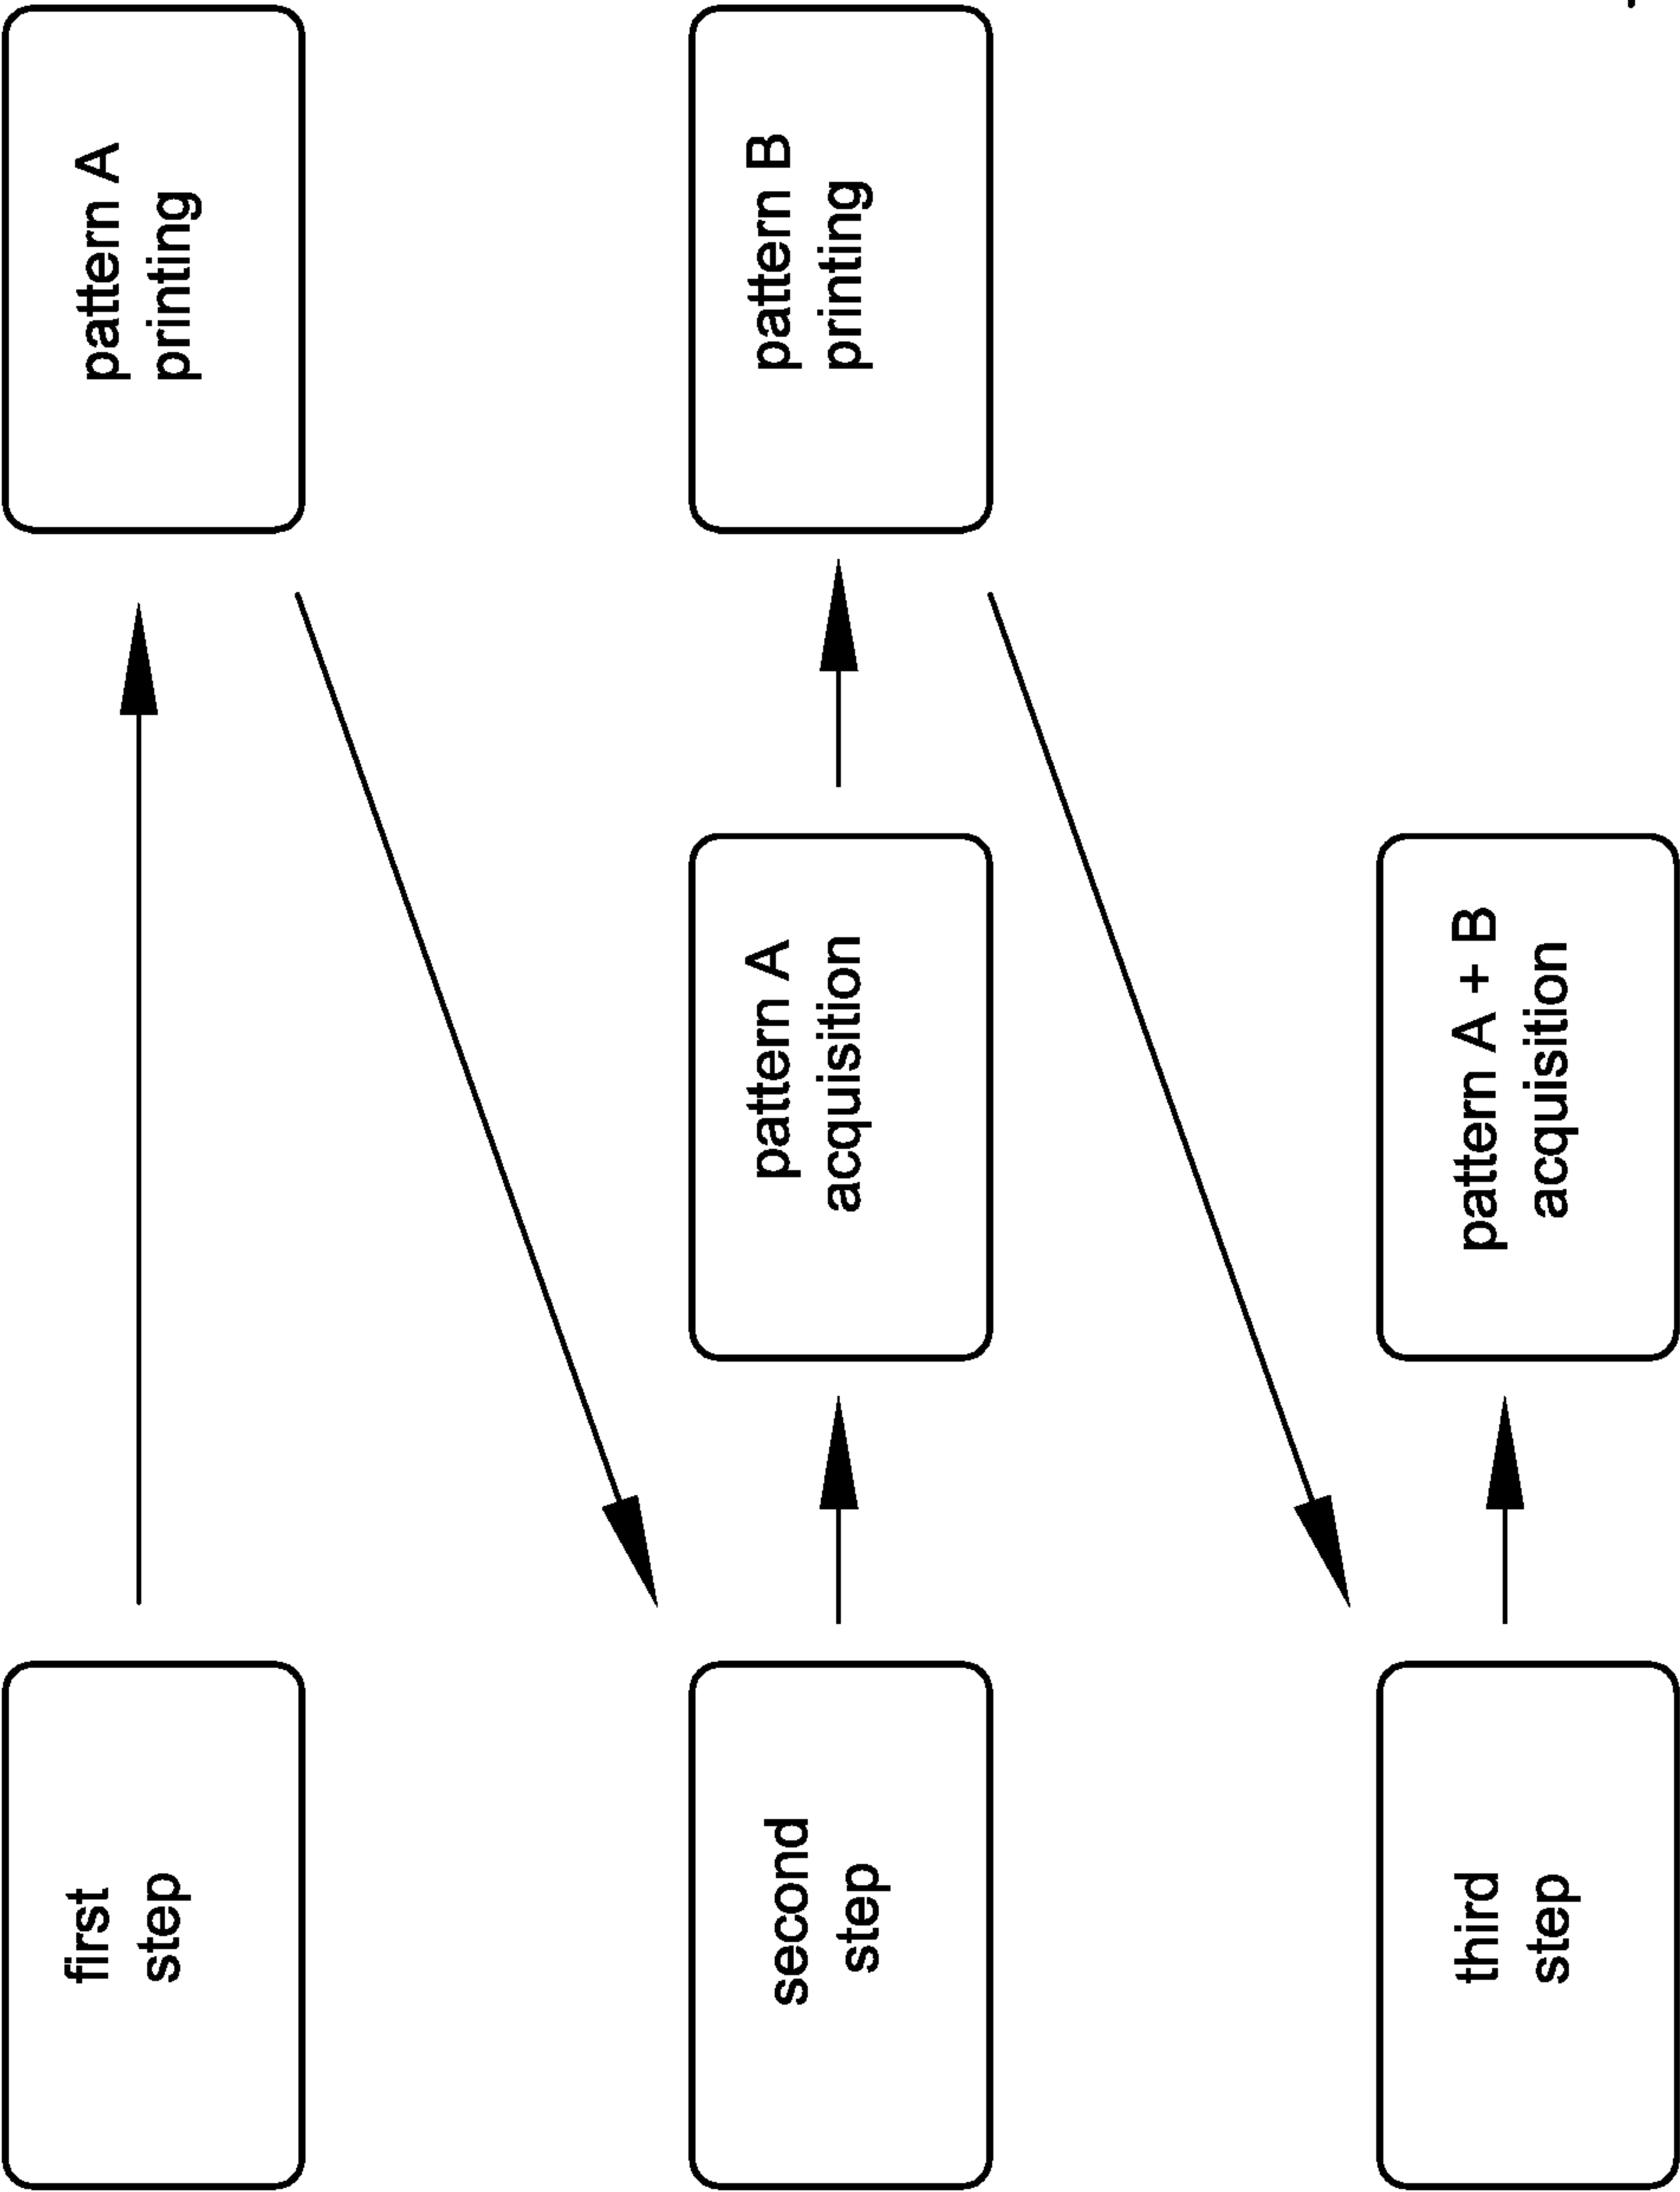 first
step
pattern A
printing
second
step
pattern A
acquisition
pattern B
printing
third
step
pattern A + B
acquisition